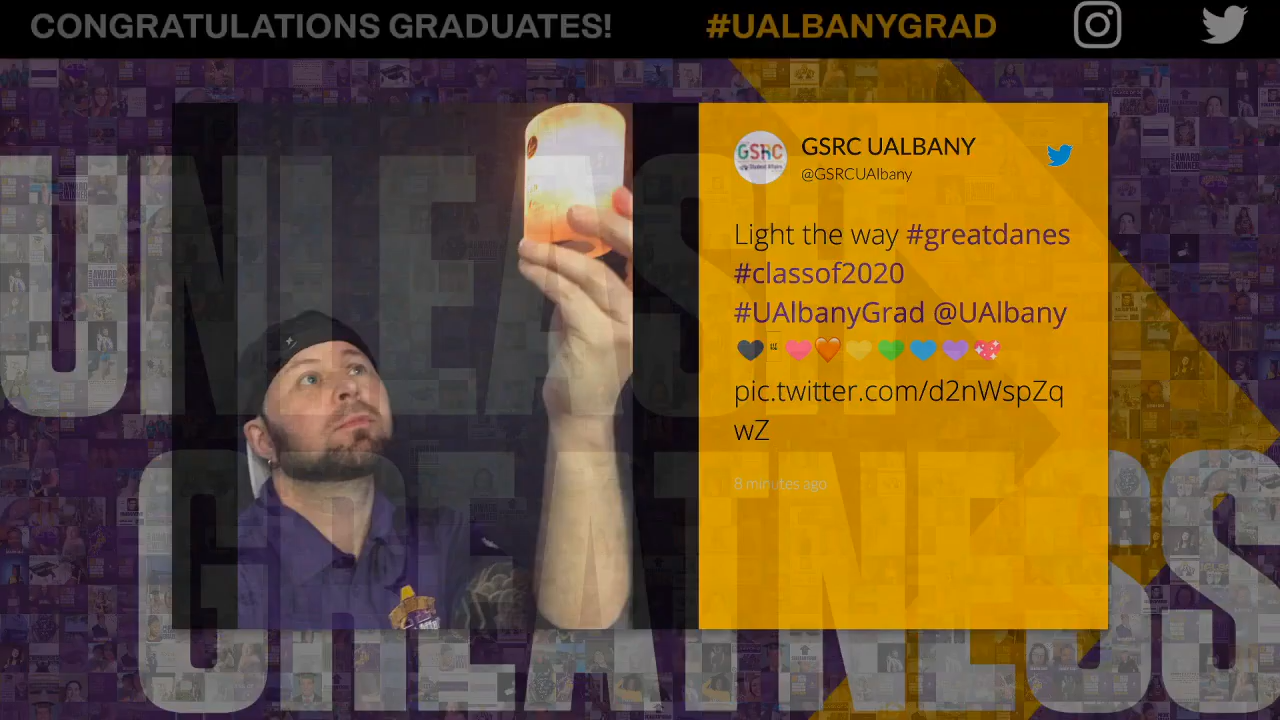 CONGRATULATIONS GRADUATES! #UALBANYGRAD
UNLEASH
GREATNESS
GSRC
GSRC UALBANY
@GSRCUAlbany
Light the way #greatdanes
#classof2020
#UAlbanyGrad @UAlbany
pic.twitter.com/d2nWspZq
wZ
8 minutes ago